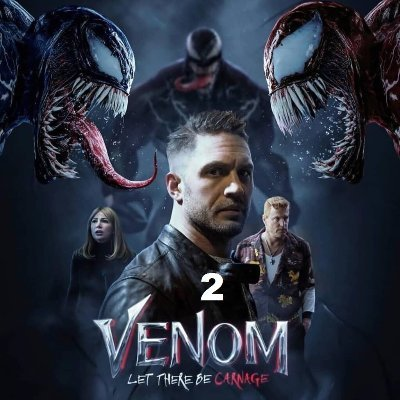 2
VENOM
LET THERE BE CARNAGE